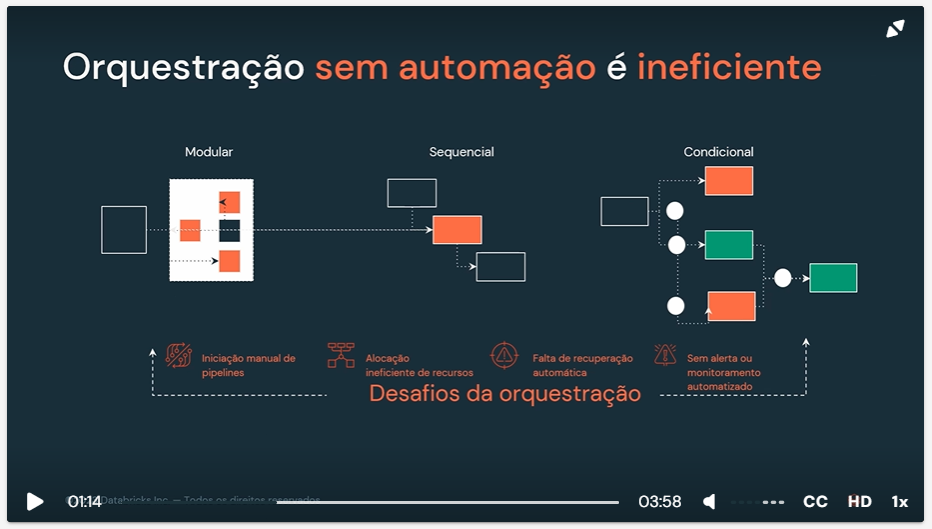 Orquestração sem automação é ineficiente
Modular
Sequencial
Condicional
Iniciação manual de
pipelines
Alocação
ineficiente de recursos
Falta de recuperação
automática
Sem alerta ou
monitoramento
automatizado
Desafios da orquestração
Databricks Inc. — Todos os direitos reservados
01:14
03:58
CC
HD
1x